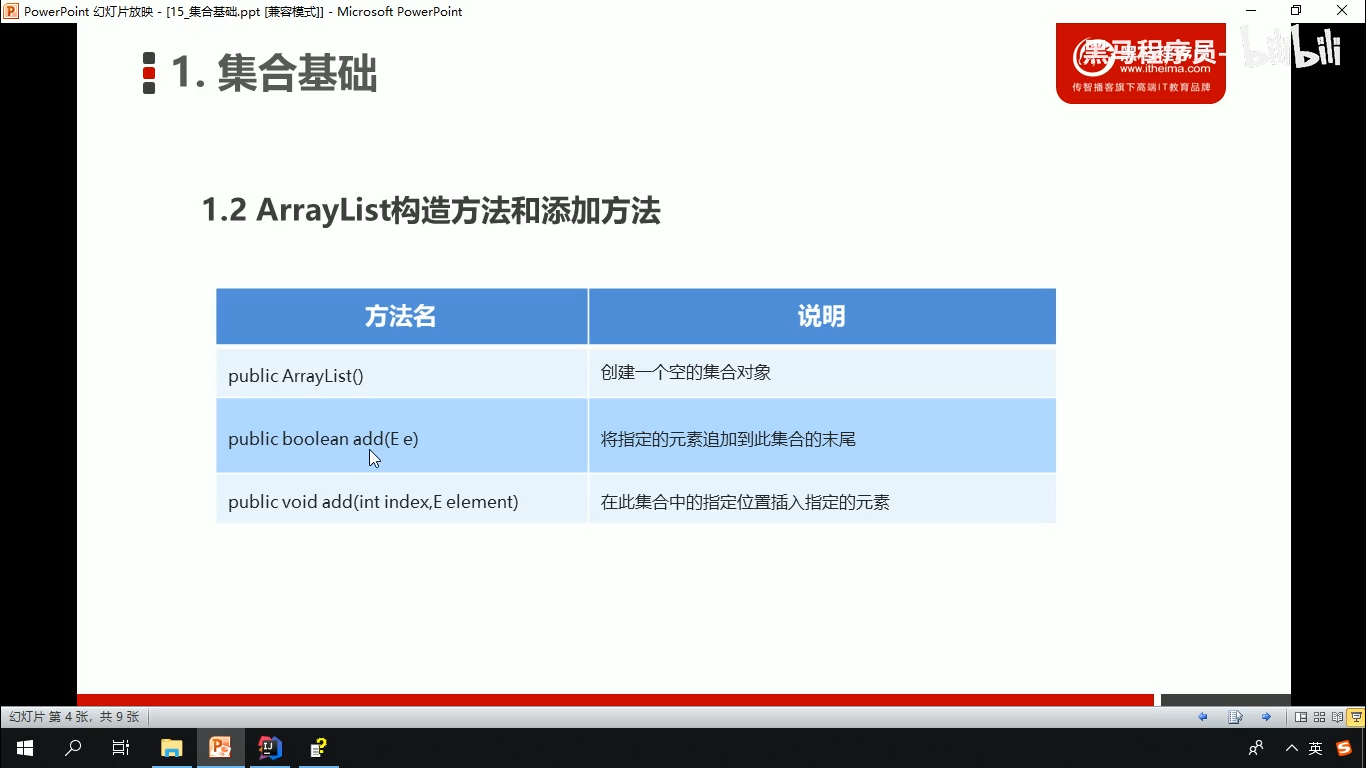 PowerPoint 幻灯片放映 - [15_集合基础.ppt [兼容模式]] - Microsoft PowerPoint
1. 集合基础
黑马程序员-
bilibili
www.itheima.com
传智播客旗下高端IT教育品牌
1.2 ArrayList构造方法和添加方法
方法名 说明
public ArrayList() 创建一个空的集合对象
public boolean add(E e) 将指定的元素追加到此集合的末尾
public void add(int index,E element) 在此集合中的指定位置插入指定的元素
幻灯片 第 4 张，共 9 张
英